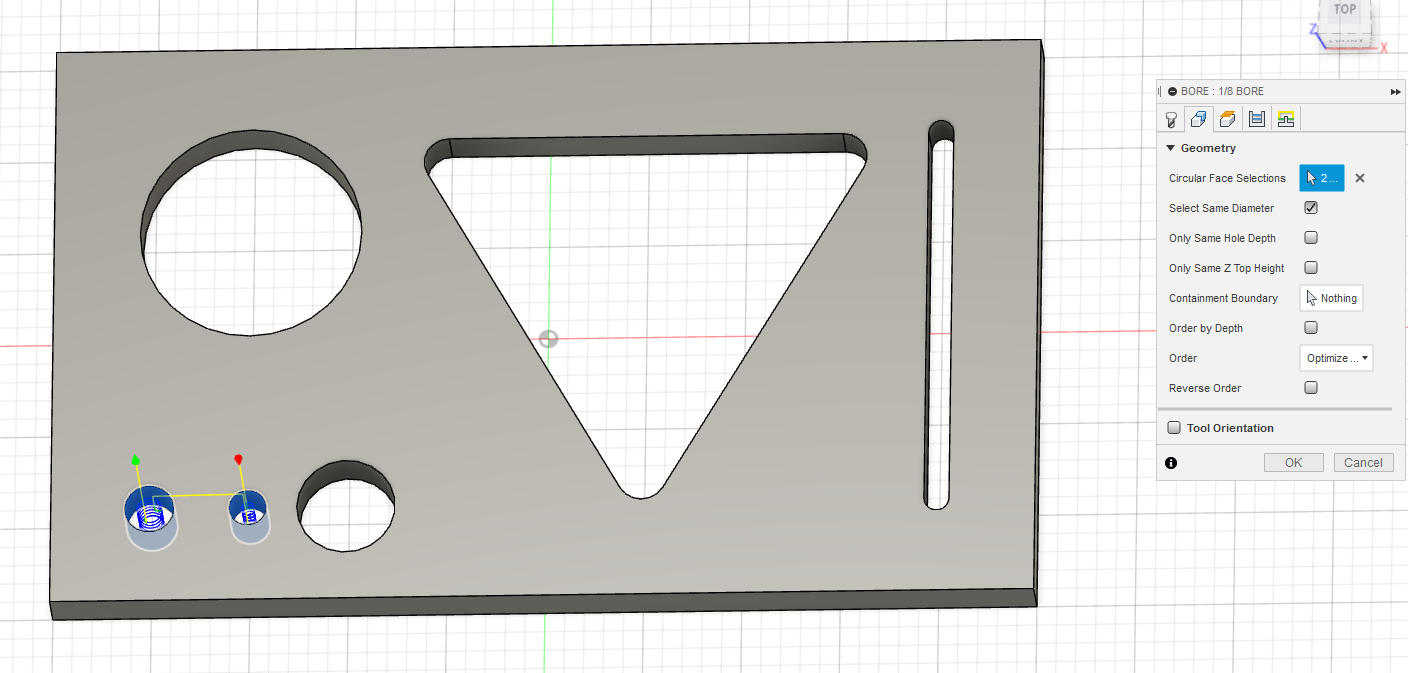 TOP
Z
X
BORE : 1/8 BORE
Geometry
Circular Face Selections 2 ...
Select Same Diameter
Only Same Hole Depth
Only Same Z Top Height
Containment Boundary Nothing
Order by Depth
Order Optimize ...
Reverse Order
Tool Orientation
OK Cancel